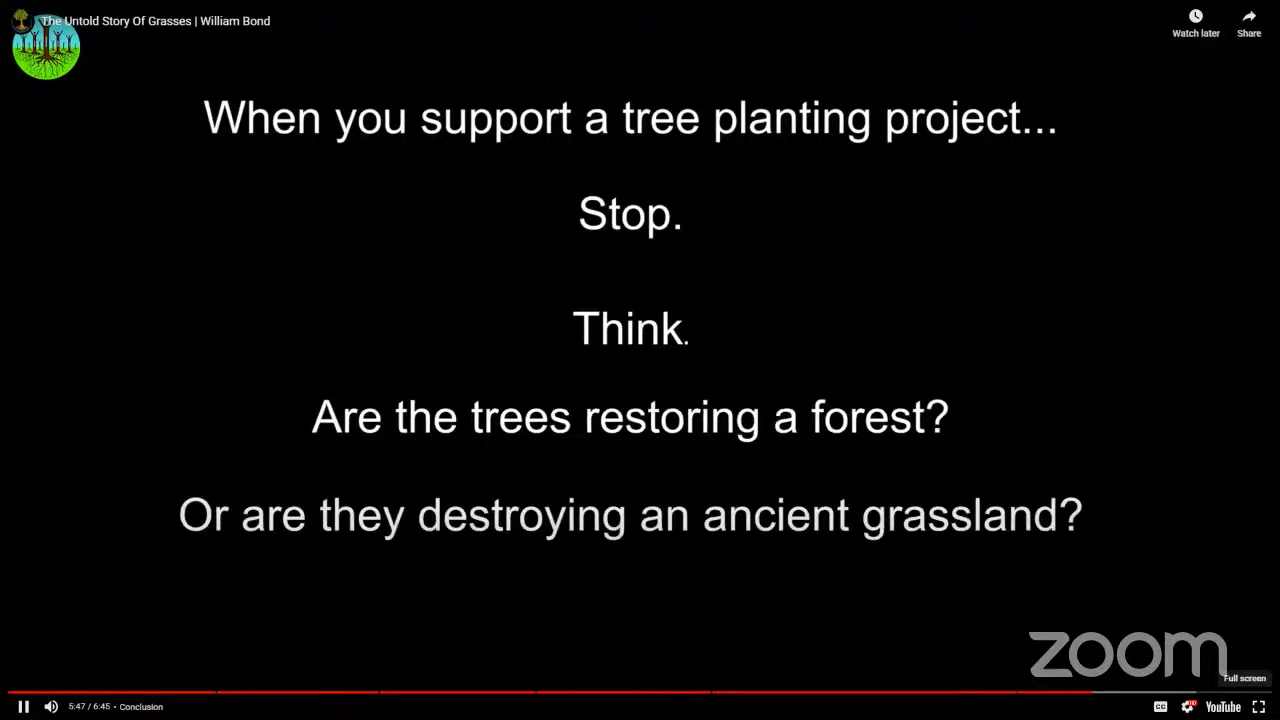 The Untold Story Of Grasses | William Bond
Watch later
Share
When you support a tree planting project...
Stop.
Think.
Are the trees restoring a forest?
Or are they destroying an ancient grassland?
zoom
Full screen
5:47 / 6:45 • Conclusion
CC
HD
YouTube